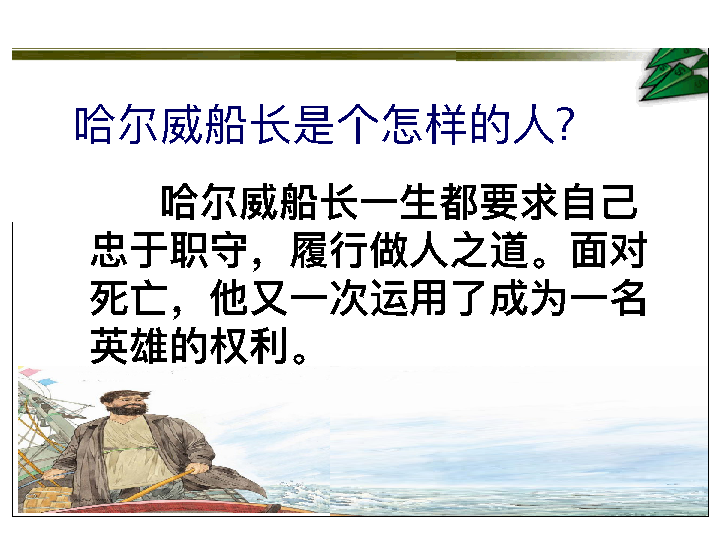 哈尔威船长是个怎样的人?
哈尔威船长一生都要求自己
忠于职守，履行做人之道。面对
死亡，他又一次运用了成为一名
英雄的权利。